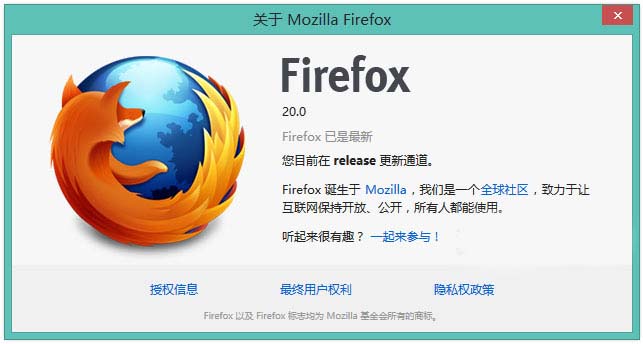 关于 Mozilla Firefox
Firefox
20.0
Firefox 已是最新
您目前在 release 更新通道。
Firefox 诞生于 Mozilla，我们是一个全球社区，致力于让
互联网保持开放、公开，所有人都能使用。
听起来很有趣？ 一起来参与！
授权信息 最终用户权利 隐私权政策
Firefox 以及 Firefox 标志均为 Mozilla 基金会所有的商标。